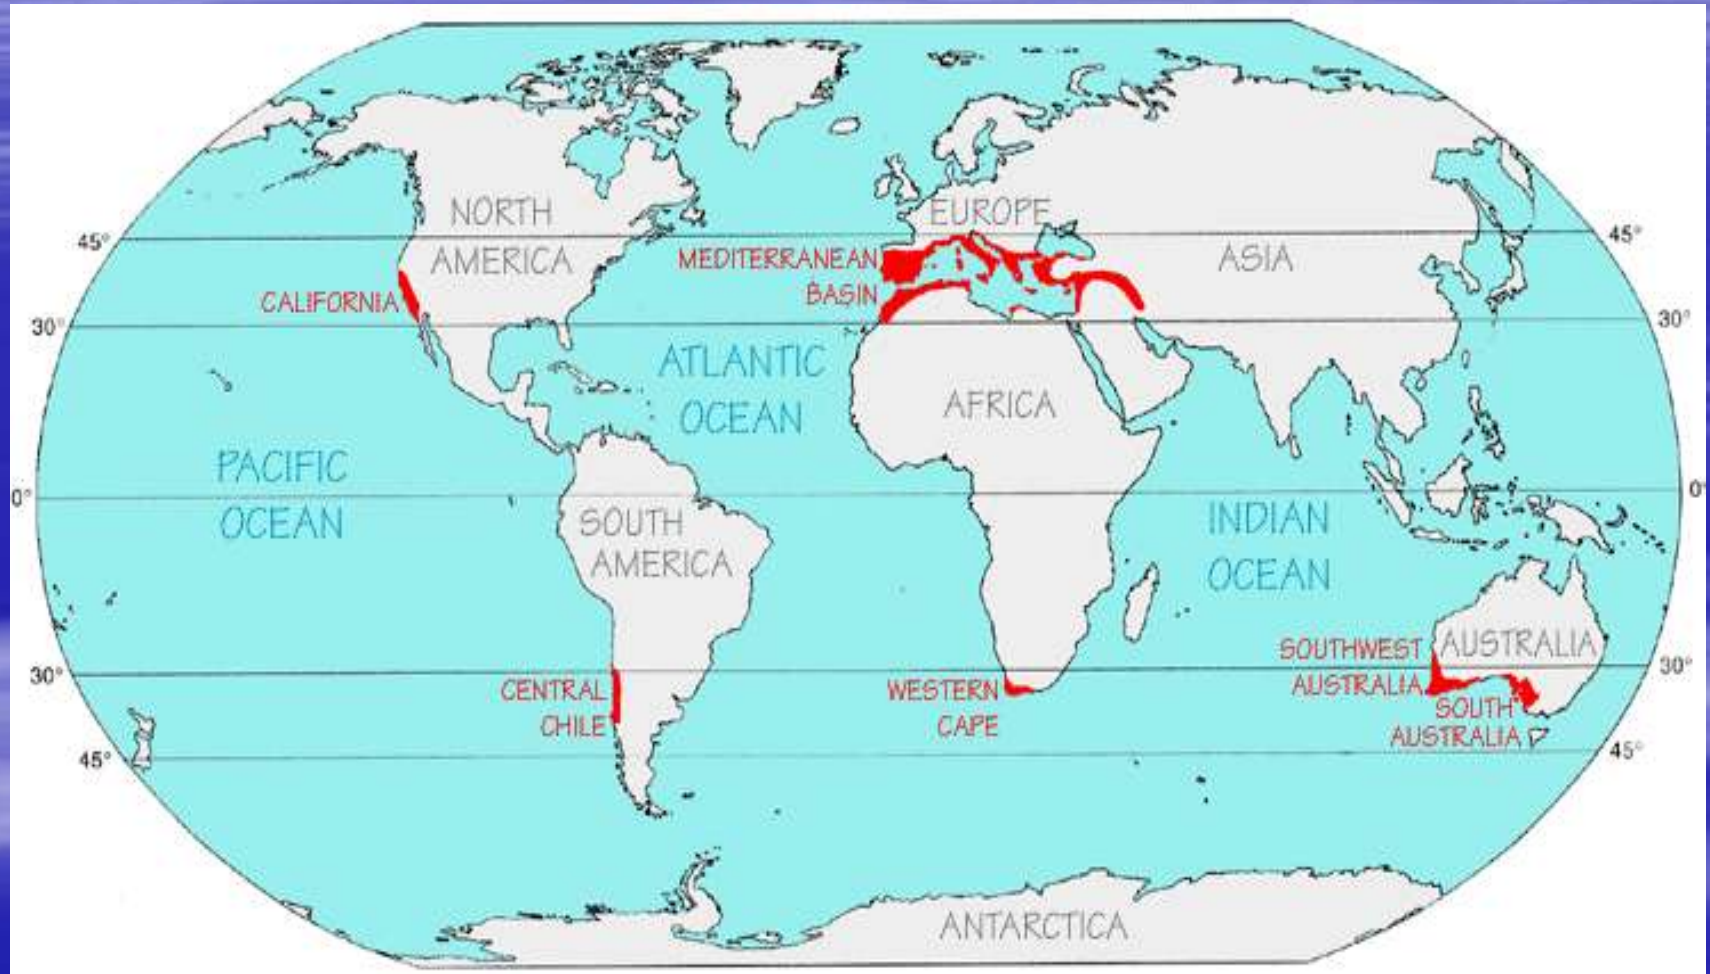 NORTH
AMERICA
EUROPE
ASIA
45°
45°
MEDITERRANEAN
BASIN
CALIFORNIA
30°
30°
ATLANTIC
OCEAN
AFRICA
PACIFIC
OCEAN
0°
0°
SOUTH
AMERICA
INDIAN
OCEAN
SOUTHWEST
AUSTRALIA
AUSTRALIA
30°
30°
CENTRAL
CHILE
WESTERN
CAPE
SOUTH
AUSTRALIA
45°
45°
ANTARCTICA